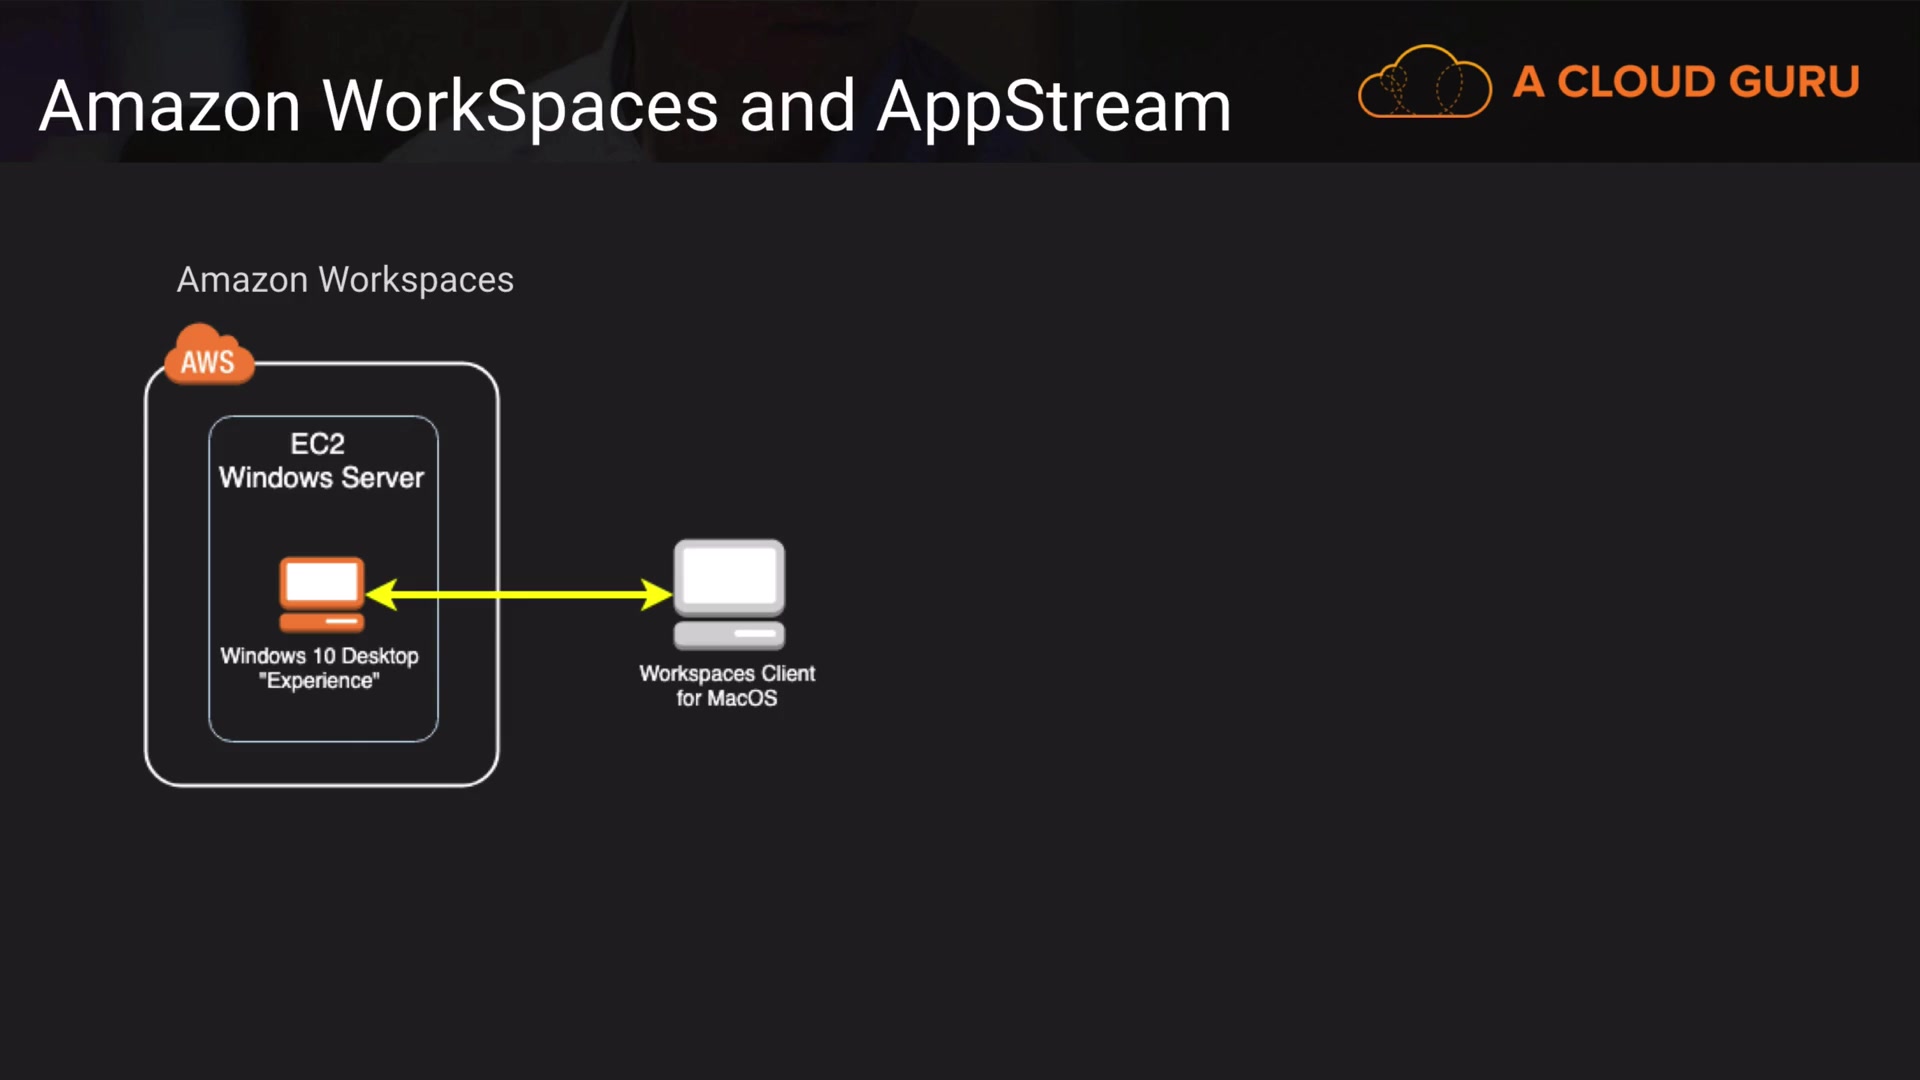 Amazon WorkSpaces and AppStream
A CLOUD GURU
Amazon Workspaces
AWS
EC2
Windows Server
Windows 10 Desktop
"Experience"
Workspaces Client
for MacOS